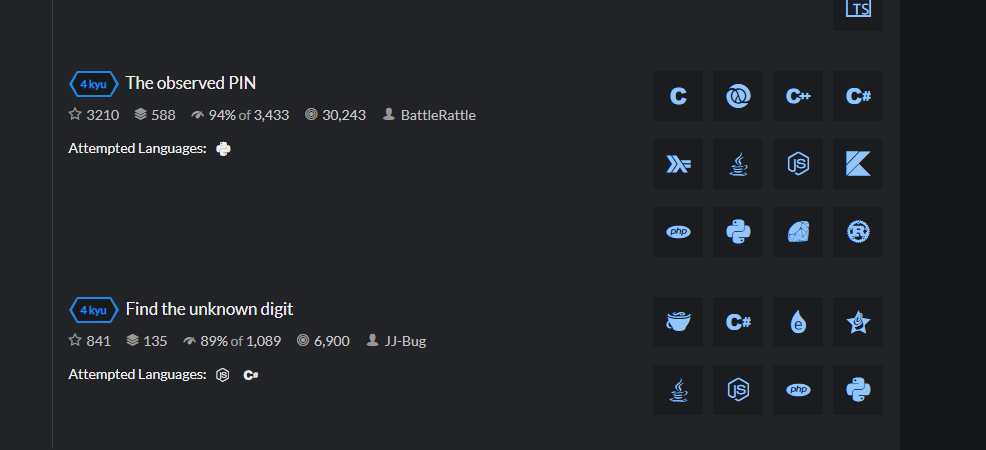 TS
4 kyu The observed PIN
3210 588 94% of 3,433 30,243 BattleRattle
Attempted Languages:
C C++ C#
JS
php R
4 kyu Find the unknown digit
841 135 89% of 1,089 6,900 JJ-Bug
Attempted Languages: JS C#
C# e
JS php